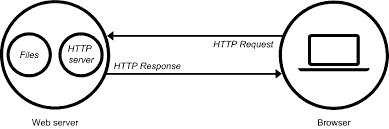 Files
HTTP
server
HTTP Request
HTTP Response
Web server
Browser